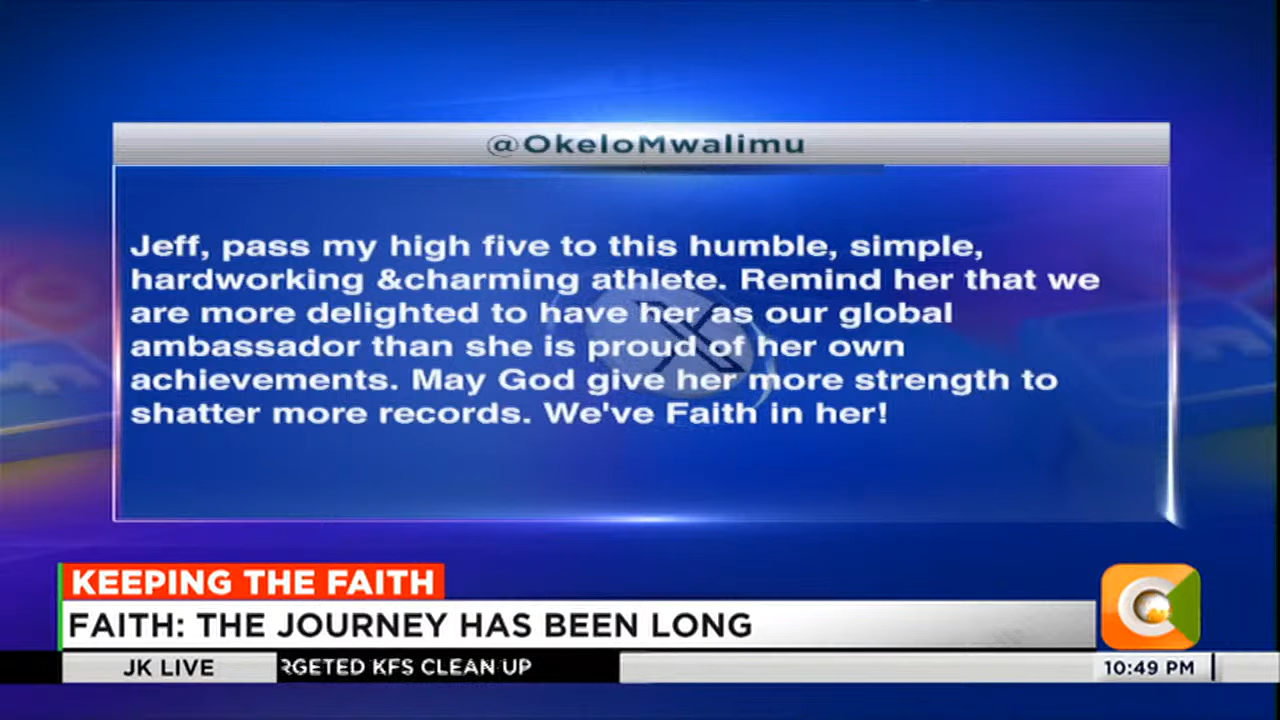 @OkeloMwalimu
Jeff, pass my high five to this humble, simple,
hardworking &charming athlete. Remind her that we
are more delighted to have her as our global
ambassador than she is proud of her own
achievements. May God give her more strength to
shatter more records. We've Faith in her!
KEEPING THE FAITH
FAITH: THE JOURNEY HAS BEEN LONG
JK LIVE
RGETED KFS CLEAN UP
10:49 PM